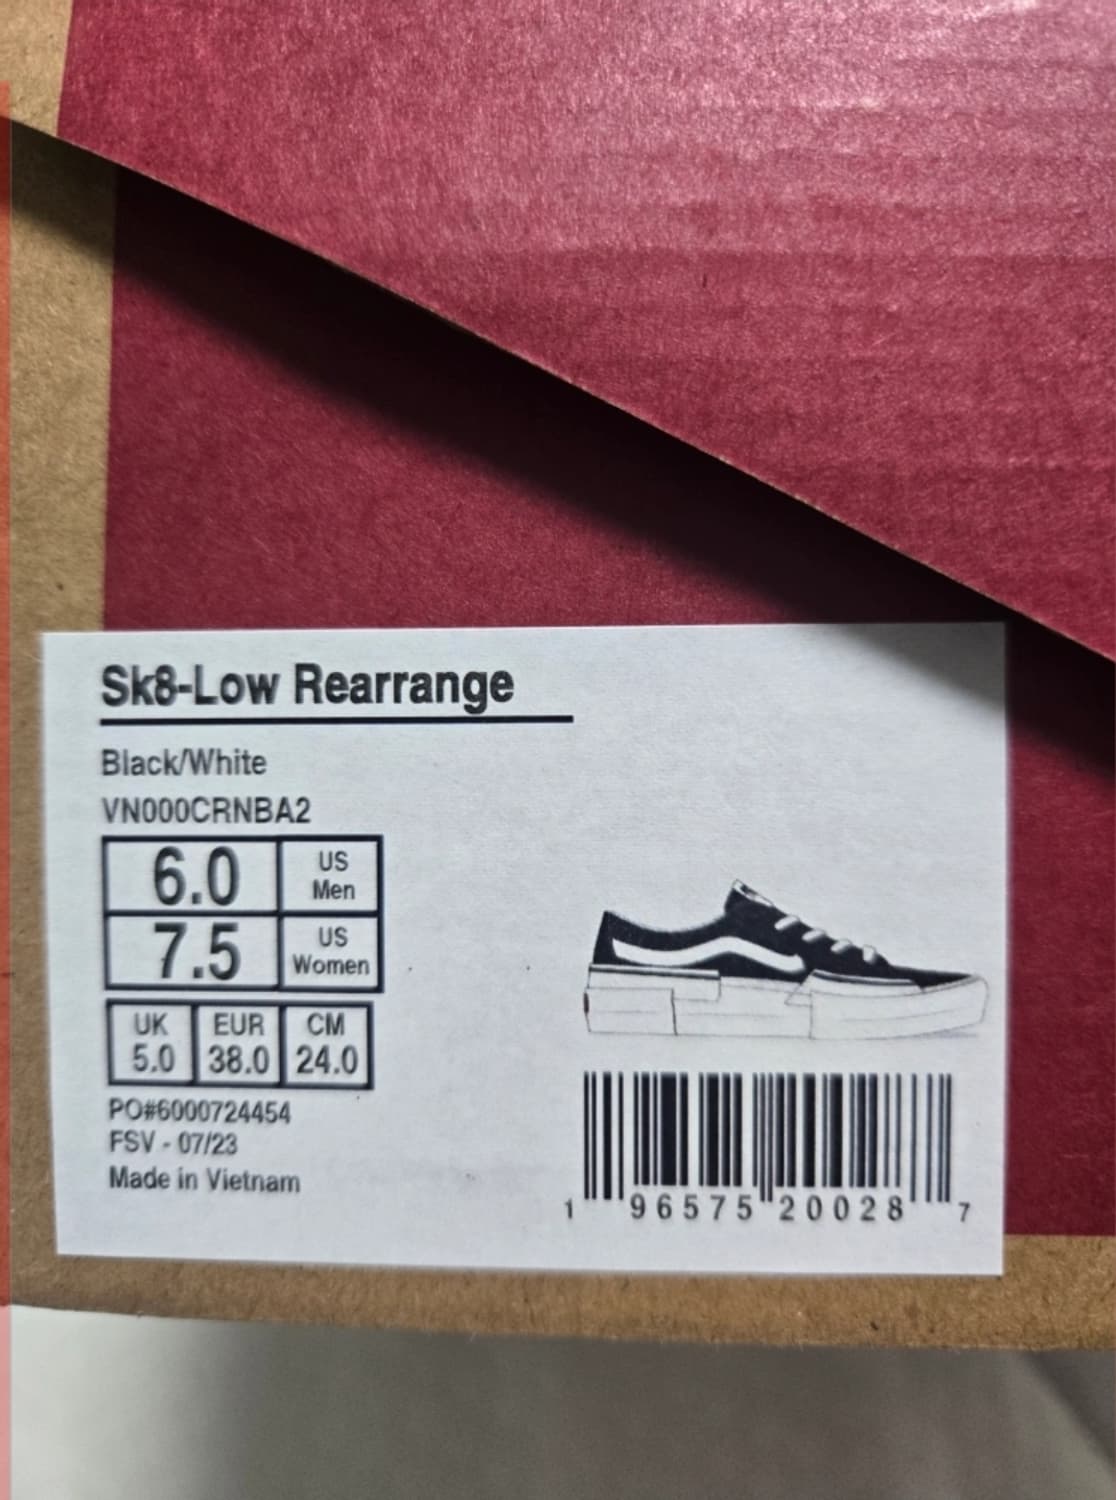 Sk8-Low Rearrange
Black/White
VN000CRNBA2
6.0 US Men
7.5 US Women
UK EUR CM
5.0 38.0 24.0
PO#6000724454
FSV - 07/23
Made in Vietnam
1 96575 20028 7